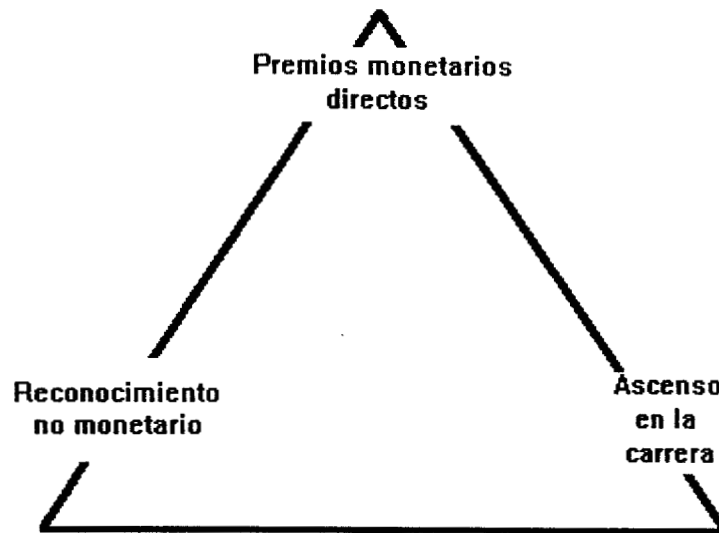 Premios monetarios
directos
Reconocimiento
no monetario
Ascenso
en la
carrera